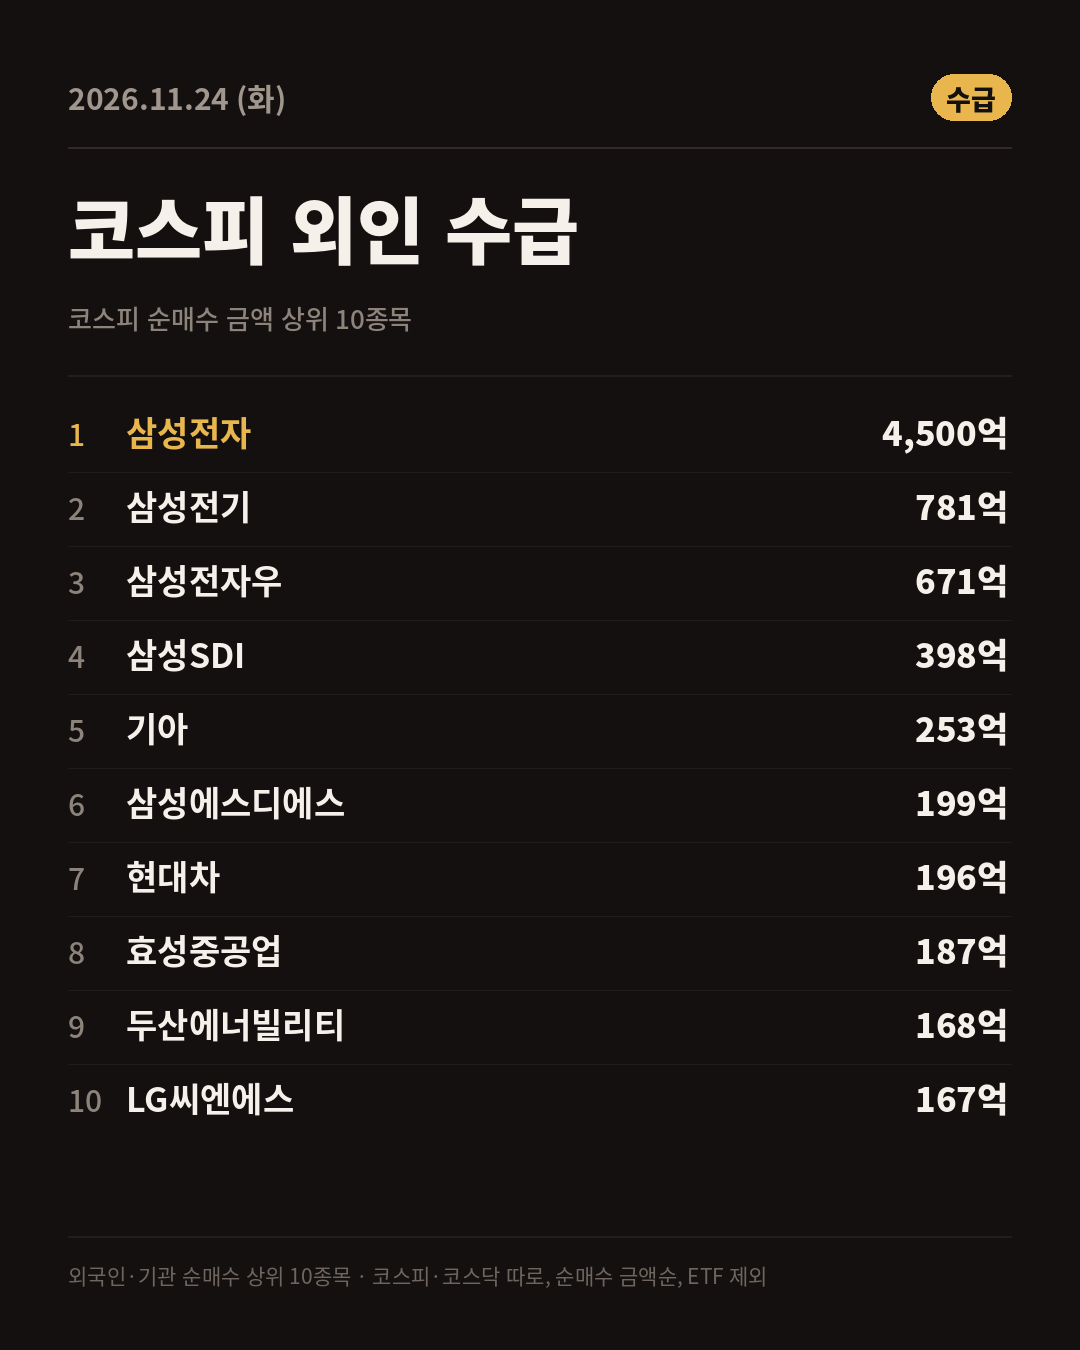 2026.11.24 (화)
수급
코스피 외인 수급
코스피 순매수 금액 상위 10종목
1 삼성전자 4,500억
2 삼성전기 781억
3 삼성전자우 671억
4 삼성SDI 398억
5 기아 253억
6 삼성에스디에스 199억
7 현대차 196억
8 효성중공업 187억
9 두산에너빌리티 168억
10 LG씨엔에스 167억
외국인·기관 순매수 상위 10종목 · 코스피·코스닥 따로, 순매수 금액순, ETF 제외